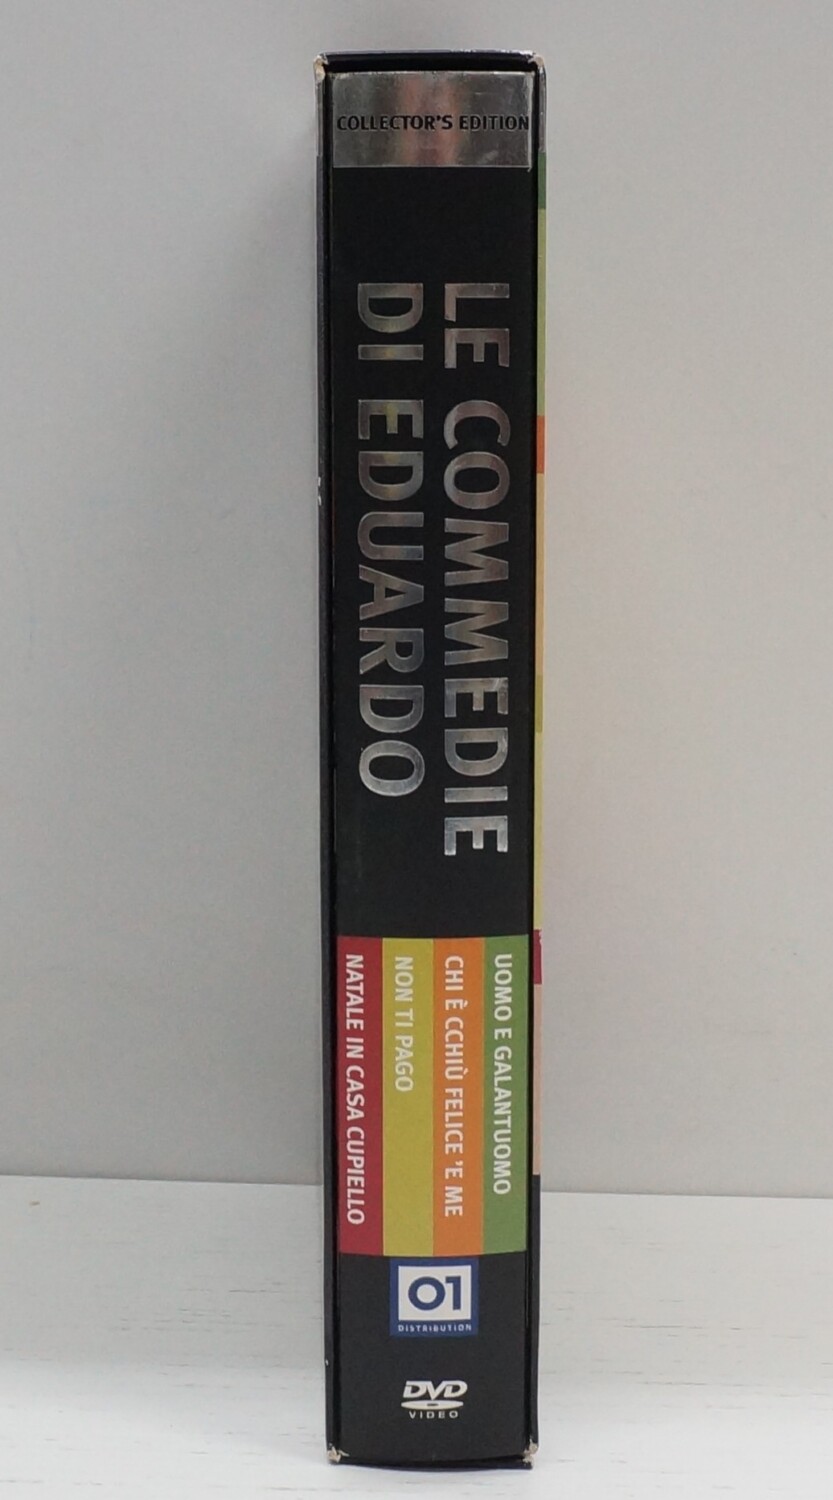 COLLECTOR'S EDITION
LE COMMEDIE
DI EDUARDO
UOMO E GALANTUOMO
CHI È CCHIÙ FELICE 'E ME
NON TI PAGO
NATALE IN CASA CUPIELLO
01
DISTRIBUTION
DVD
VIDEO